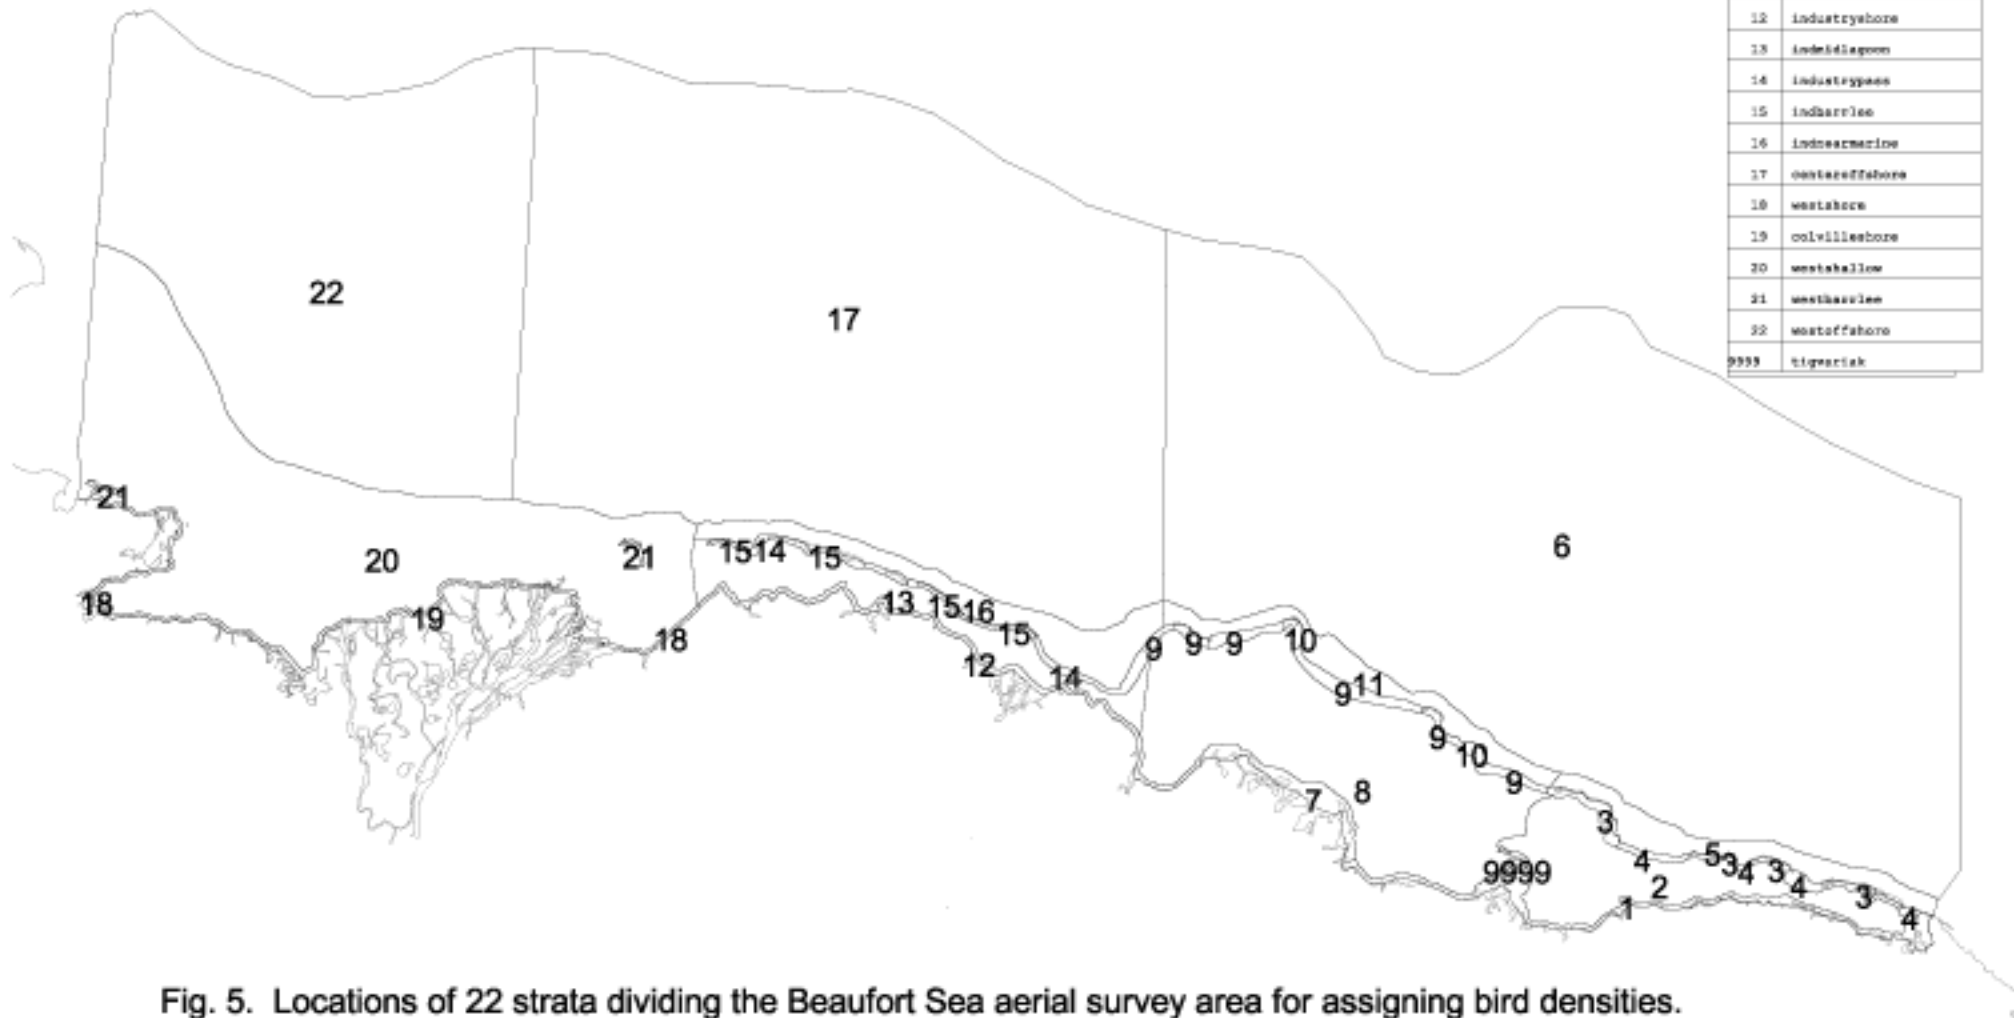 12 industryshore
13 indmidlagoon
14 industrypass
15 indbarrlee
16 indnearmarine
17 centeroffshore
18 westshore
19 colvilleshore
20 westshallow
21 westbarrlee
22 westoffshore
9999 tigvariak
22
17
6
21
20
21
15 14 15
18
19
18
13 15 16
15
12
14
9 9 9 10
9 11
9 10
9
7 8
3
4 5 3 4 3
9999
2 4 3
1
4
Fig. 5. Locations of 22 strata dividing the Beaufort Sea aerial survey area for assigning bird densities.